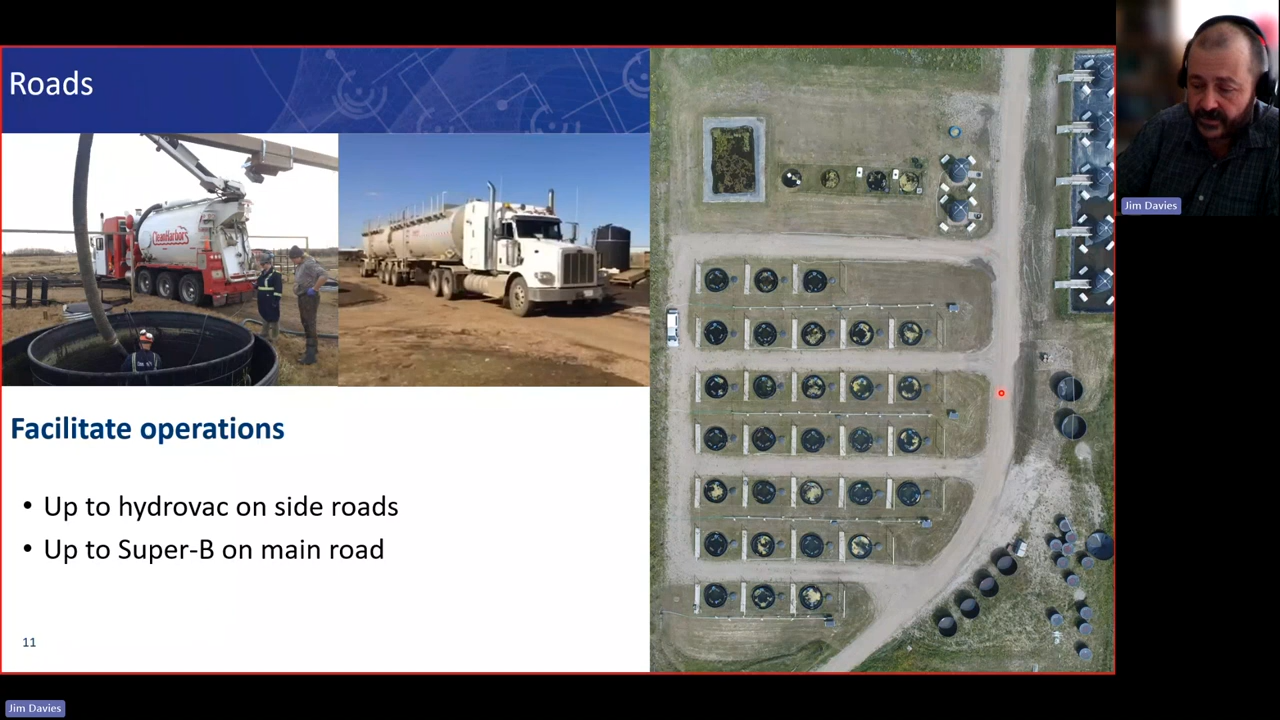 Roads
CleanHarbors
Facilitate operations
• Up to hydrovac on side roads
• Up to Super-B on main road
11
Jim Davies
Jim Davies